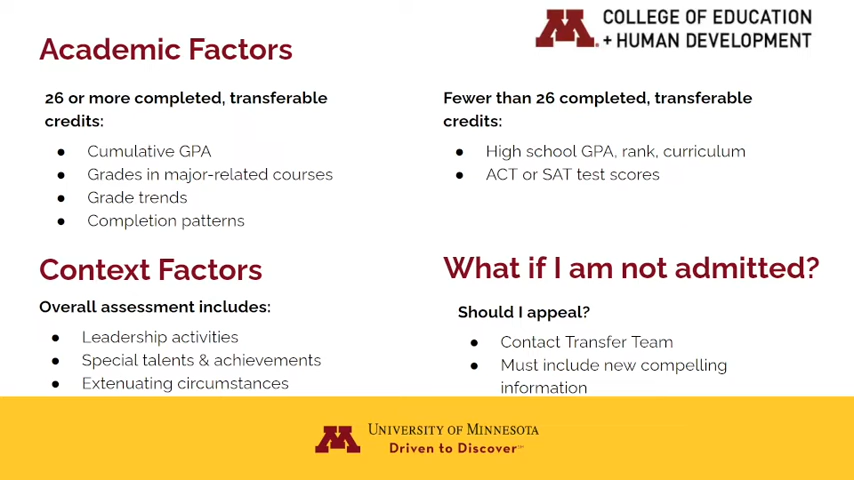 COLLEGE OF EDUCATION
+ HUMAN DEVELOPMENT
Academic Factors
26 or more completed, transferable
credits:
● Cumulative GPA
● Grades in major-related courses
● Grade trends
● Completion patterns
Fewer than 26 completed, transferable
credits:
● High school GPA, rank, curriculum
● ACT or SAT test scores
Context Factors
Overall assessment includes:
● Leadership activities
● Special talents & achievements
● Extenuating circumstances
What if I am not admitted?
Should I appeal?
● Contact Transfer Team
● Must include new compelling
information
M UNIVERSITY OF MINNESOTA
Driven to Discover℠